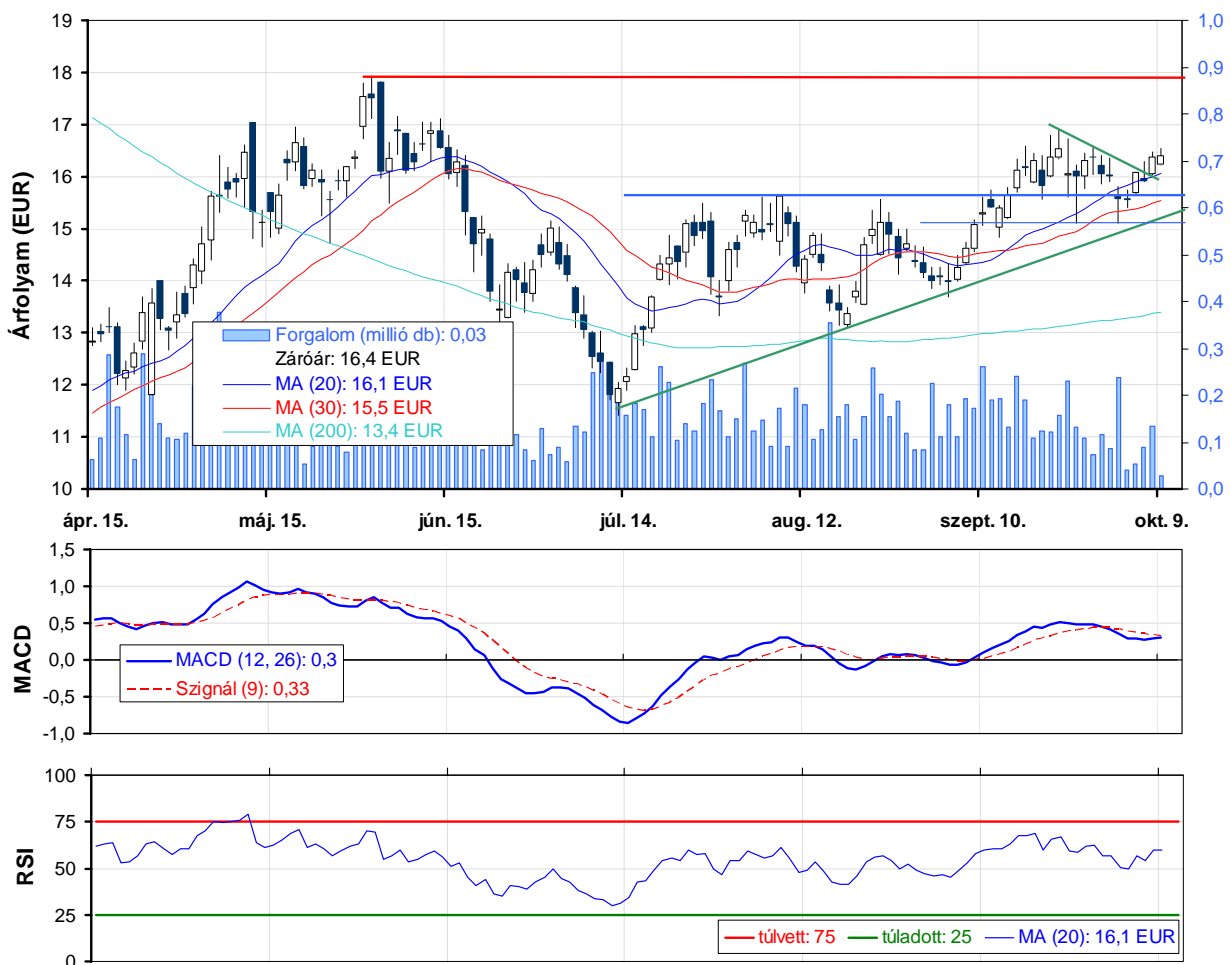 19
18
17
16
15
14
13
12
11
10
Árfolyam (EUR)
1,0
0,9
0,8
0,7
0,6
0,5
0,4
0,3
0,2
0,1
0,0
Forgalom (millió db): 0,03
Záróár: 16,4 EUR
MA (20): 16,1 EUR
MA (30): 15,5 EUR
MA (200): 13,4 EUR
ápr. 15. máj. 15. jún. 15. júl. 14. aug. 12. szept. 10. okt. 9.
1,5
1,0
0,5
0,0
-0,5
-1,0
MACD
MACD (12, 26): 0,3
Szignál (9): 0,33
100
75
50
25
0
RSI
túlvett: 75 túladott: 25 MA (20): 16,1 EUR